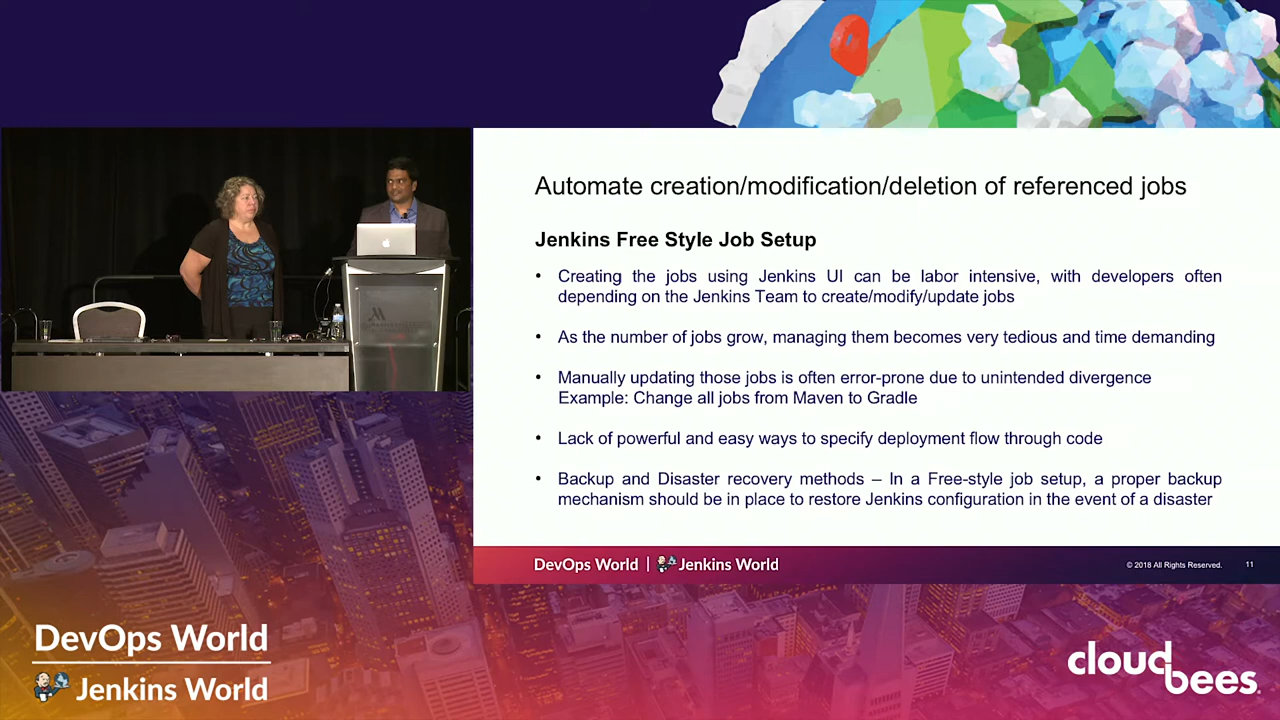 Automate creation/modification/deletion of referenced jobs
Jenkins Free Style Job Setup
• Creating the jobs using Jenkins UI can be labor intensive, with developers often
depending on the Jenkins Team to create/modify/update jobs
• As the number of jobs grow, managing them becomes very tedious and time demanding
• Manually updating those jobs is often error-prone due to unintended divergence
Example: Change all jobs from Maven to Gradle
• Lack of powerful and easy ways to specify deployment flow through code
• Backup and Disaster recovery methods – In a Free-style job setup, a proper backup
mechanism should be in place to restore Jenkins configuration in the event of a disaster
DevOps World | Jenkins World
© 2018 All Rights Reserved. 11
DevOps World
Jenkins World
cloudbees®